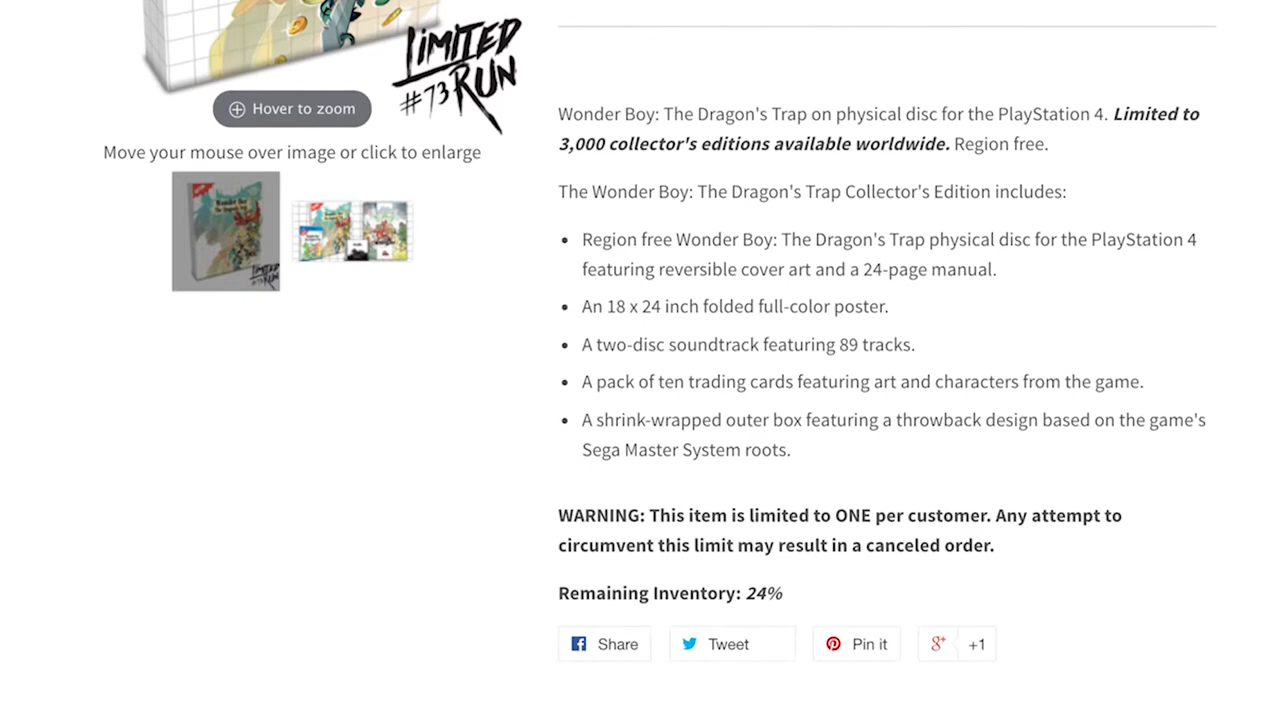 LIMITED
RUN
#73
Hover to zoom
Move your mouse over image or click to enlarge
Wonder Boy: The Dragon's Trap on physical disc for the PlayStation 4. Limited to
3,000 collector's editions available worldwide. Region free.
The Wonder Boy: The Dragon's Trap Collector's Edition includes:
• Region free Wonder Boy: The Dragon's Trap physical disc for the PlayStation 4
featuring reversible cover art and a 24-page manual.
• An 18 x 24 inch folded full-color poster.
• A two-disc soundtrack featuring 89 tracks.
• A pack of ten trading cards featuring art and characters from the game.
• A shrink-wrapped outer box featuring a throwback design based on the game's
Sega Master System roots.
WARNING: This item is limited to ONE per customer. Any attempt to
circumvent this limit may result in a canceled order.
Remaining Inventory: 24%
Share
Tweet
Pin it
g+ +1